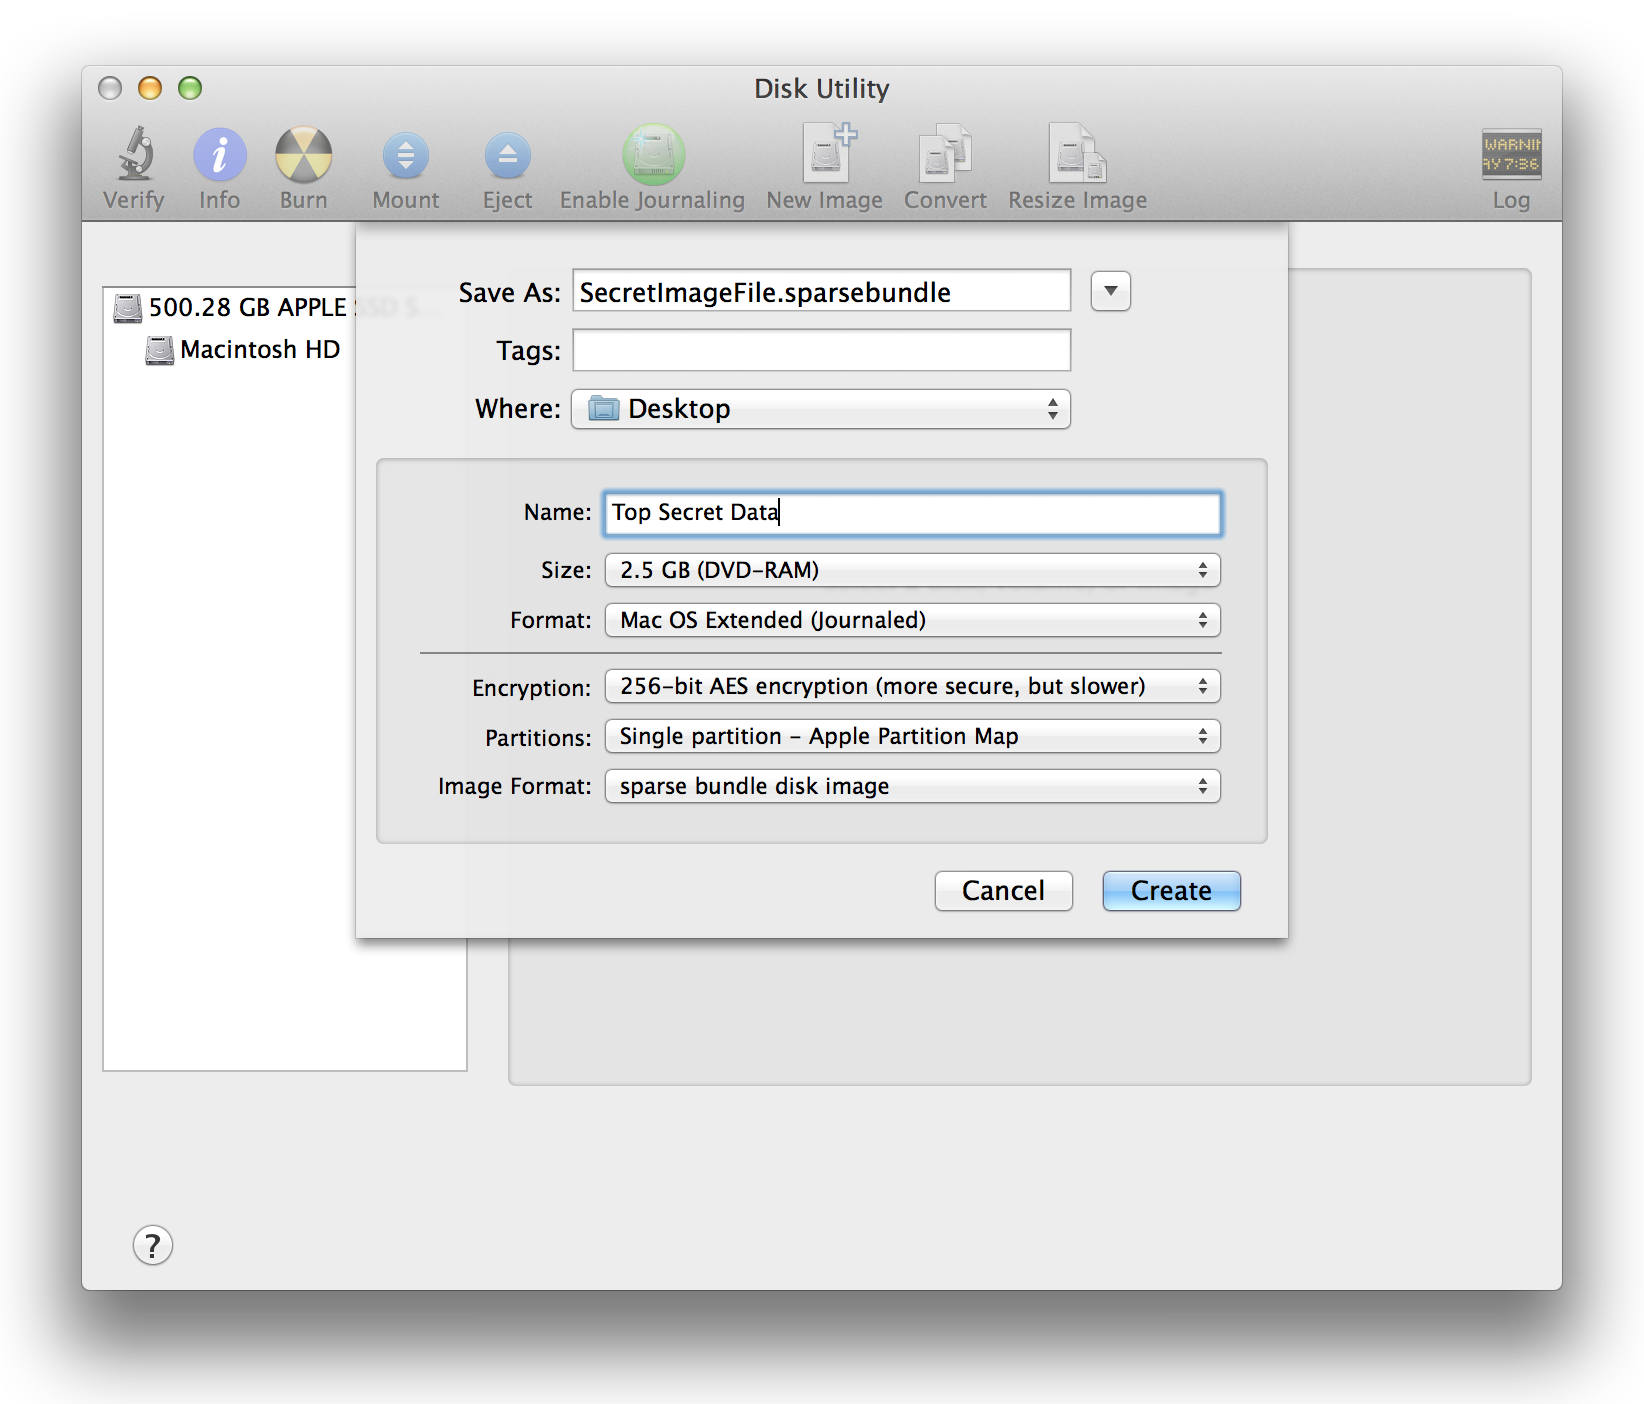 Disk Utility
Verify Info Burn Mount Eject Enable Journaling New Image Convert Resize Image Log
WARNIN
AY 7:36
Save As: SecretImageFile.sparsebundle
500.28 GB APPLE SSD S...
Macintosh HD
Tags:
Where: Desktop
Name: Top Secret Data
Size: 2.5 GB (DVD-RAM)
Format: Mac OS Extended (Journaled)
Encryption: 256-bit AES encryption (more secure, but slower)
Partitions: Single partition - Apple Partition Map
Image Format: sparse bundle disk image
Cancel Create
?